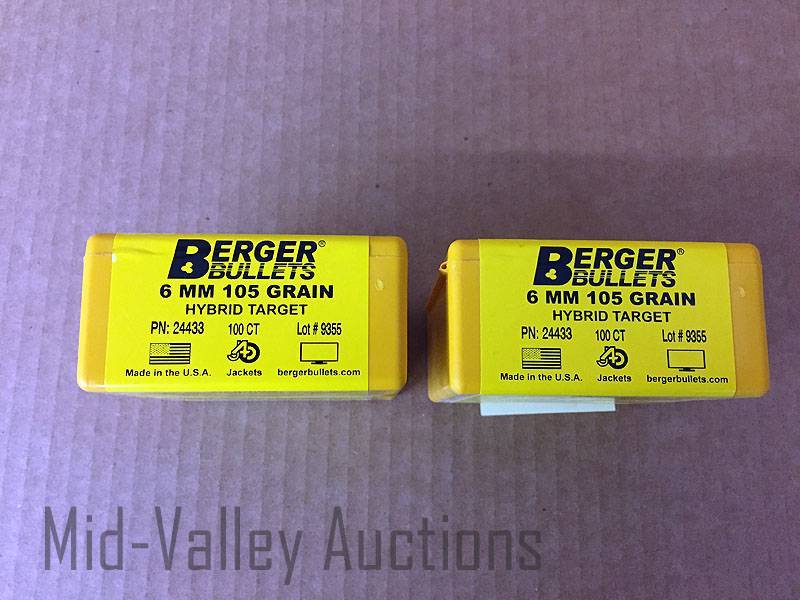 BERGER®
BULLETS
6 MM 105 GRAIN
HYBRID TARGET
PN: 24433 100 CT Lot # 9355
Made in the U.S.A. Jackets bergerbullets.com
BERGER®
BULLETS
6 MM 105 GRAIN
HYBRID TARGET
PN: 24433 100 CT Lot # 9355
Made in the U.S.A. Jackets bergerbullets.com
Mid-Valley Auctions